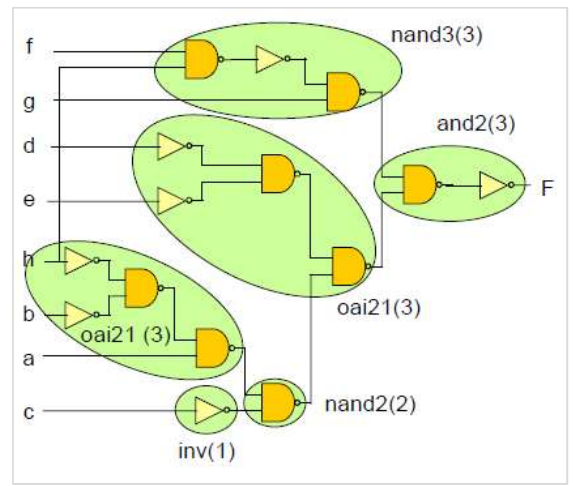 nand3(3)
f
g
and2(3)
d
e
F
h
b
oai21 (3)
oai21(3)
a
nand2(2)
c
inv(1)